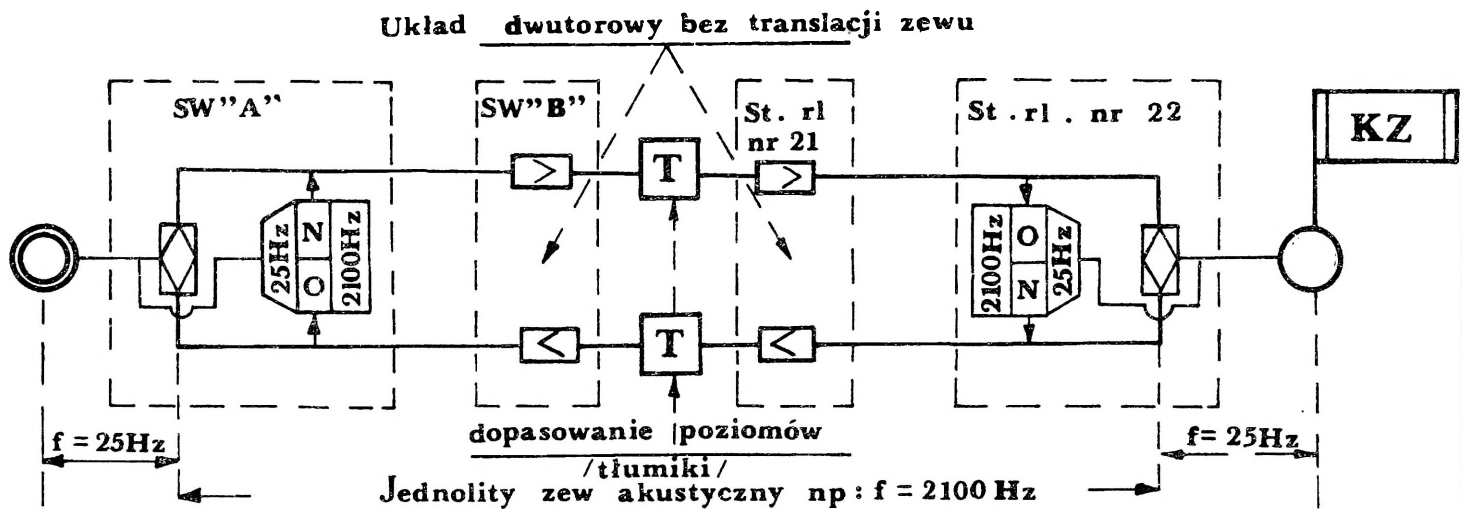 Układ dwutorowy bez translacji zewu
SW"A"
SW"B"
St. rl
nr 21
St. rl. nr 22
KZ
T
25Hz
N
O
2100Hz
2100Hz
O
N
25Hz
T
f = 25Hz
dopasowanie poziomów
/tłumiki/
f= 25Hz
Jednolity zew akustyczny np: f = 2100 Hz